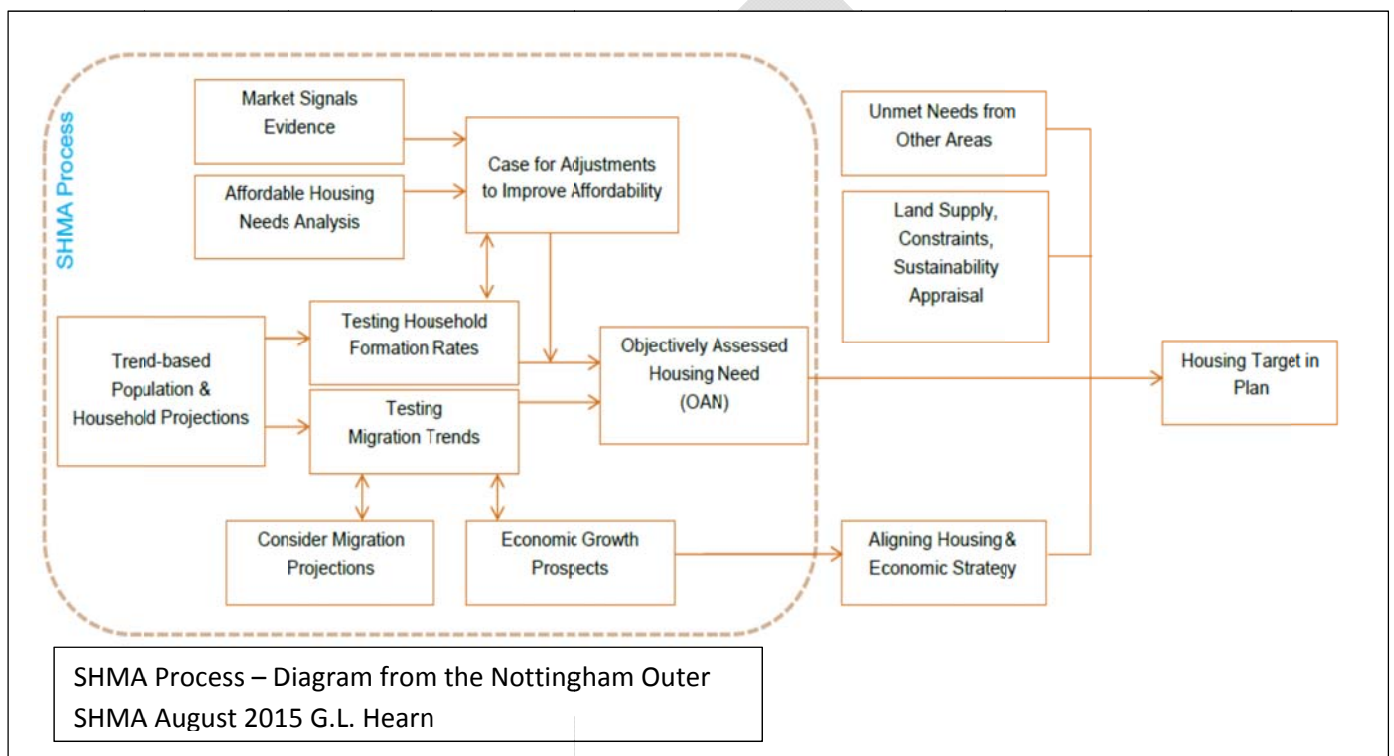 SHMA Process
Market Signals
Evidence
Affordable Housing
Needs Analysis
Case for Adjustments
to Improve Affordability
Unmet Needs from
Other Areas
Land Supply,
Constraints,
Sustainability
Appraisal
Trend-based
Population &
Household Projections
Testing Household
Formation Rates
Testing
Migration Trends
Objectively Assessed
Housing Need
(OAN)
Housing Target in
Plan
Consider Migration
Projections
Economic Growth
Prospects
Aligning Housing &
Economic Strategy
SHMA Process – Diagram from the Nottingham Outer
SHMA August 2015 G.L. Hearn